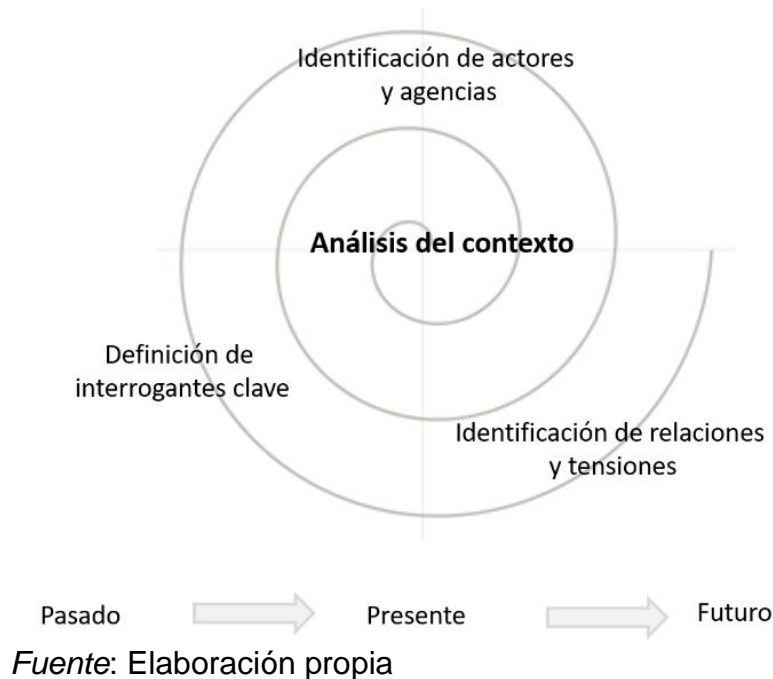 Identificación de actores
y agencias
Análisis del contexto
Definición de
interrogantes clave
Identificación de relaciones
y tensiones
Pasado Presente Futuro
Fuente: Elaboración propia